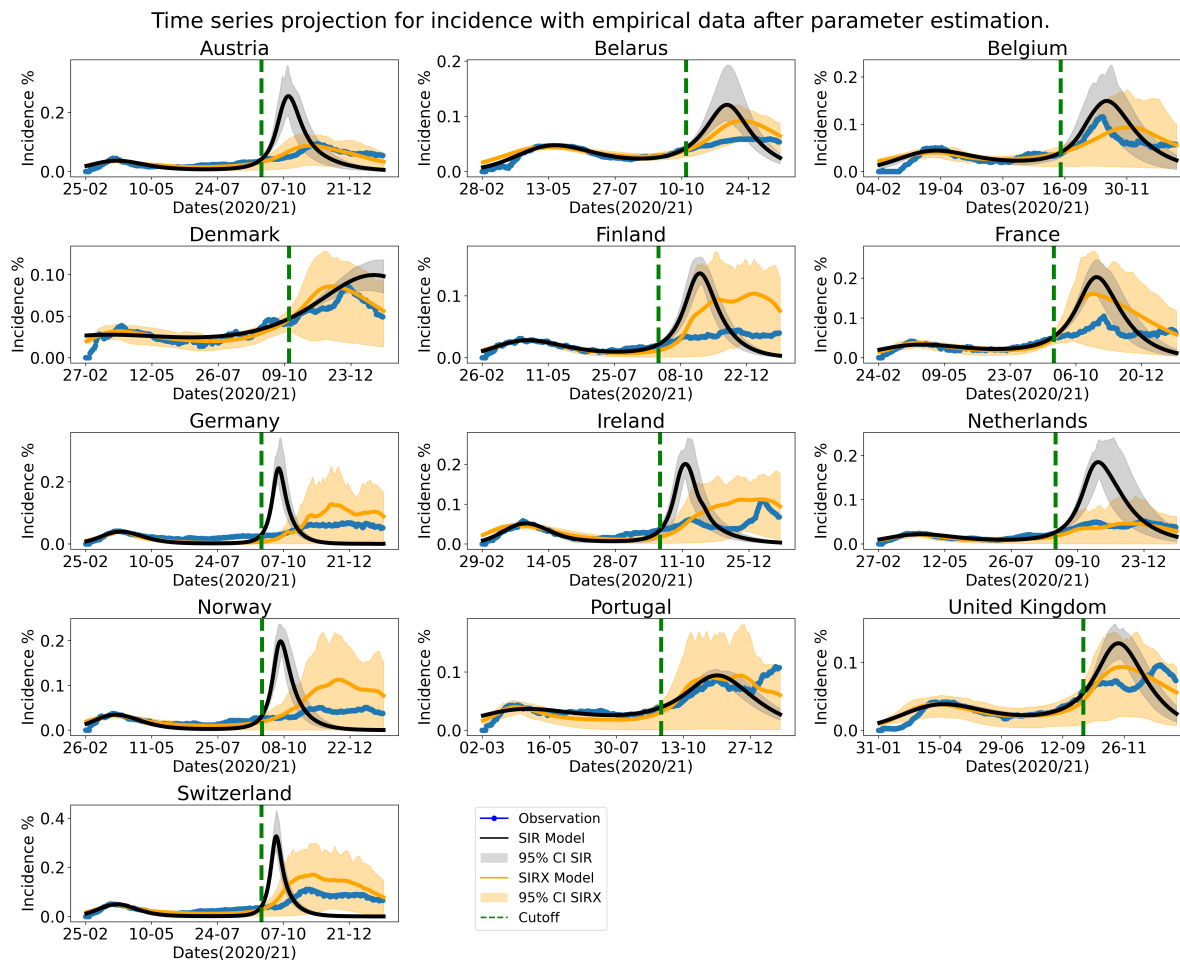 Time series projection for incidence with empirical data after parameter estimation.
Austria
Incidence %
0.2
0.0
25-02 10-05 24-07 07-10 21-12
Dates(2020/21)
Belarus
Incidence %
0.2
0.1
0.0
28-02 13-05 27-07 10-10 24-12
Dates(2020/21)
Belgium
Incidence %
0.2
0.1
0.0
04-02 19-04 03-07 16-09 30-11
Dates(2020/21)
Denmark
Incidence %
0.10
0.05
0.00
27-02 12-05 26-07 09-10 23-12
Dates(2020/21)
Finland
Incidence %
0.1
0.0
26-02 11-05 25-07 08-10 22-12
Dates(2020/21)
France
Incidence %
0.2
0.1
0.0
24-02 09-05 23-07 06-10 20-12
Dates(2020/21)
Germany
Incidence %
0.2
0.0
25-02 10-05 24-07 07-10 21-12
Dates(2020/21)
Ireland
Incidence %
0.2
0.1
0.0
29-02 14-05 28-07 11-10 25-12
Dates(2020/21)
Netherlands
Incidence %
0.2
0.1
0.0
27-02 12-05 26-07 09-10 23-12
Dates(2020/21)
Norway
Incidence %
0.2
0.1
0.0
26-02 11-05 25-07 08-10 22-12
Dates(2020/21)
Portugal
Incidence %
0.1
0.0
02-03 16-05 30-07 13-10 27-12
Dates(2020/21)
United Kingdom
Incidence %
0.1
0.0
31-01 15-04 29-06 12-09 26-11
Dates(2020/21)
Switzerland
Incidence %
0.4
0.2
0.0
25-02 10-05 24-07 07-10 21-12
Dates(2020/21)
Observation
SIR Model
95% CI SIR
SIRX Model
95% CI SIRX
Cutoff